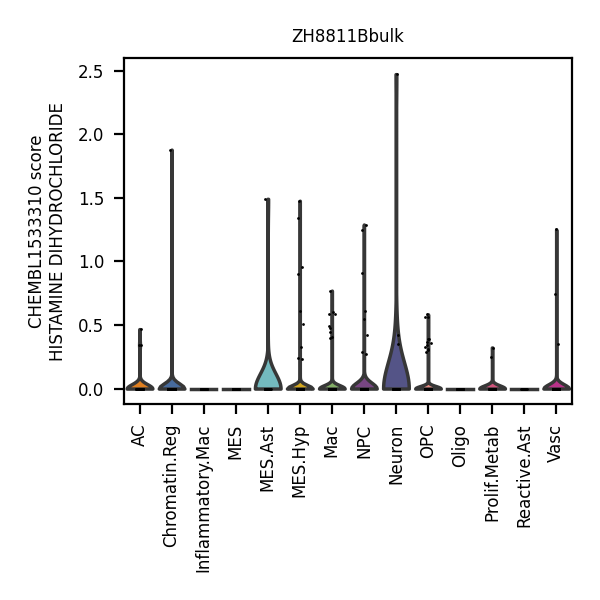 ZH8811Bbulk
CHEMBL1533310 score
HISTAMINE DIHYDROCHLORIDE
2.5
2.0
1.5
1.0
0.5
0.0
AC
Chromatin.Reg
Inflammatory.Mac
MES
MES.Ast
MES.Hyp
Mac
NPC
Neuron
OPC
Oligo
Prolif.Metab
Reactive.Ast
Vasc